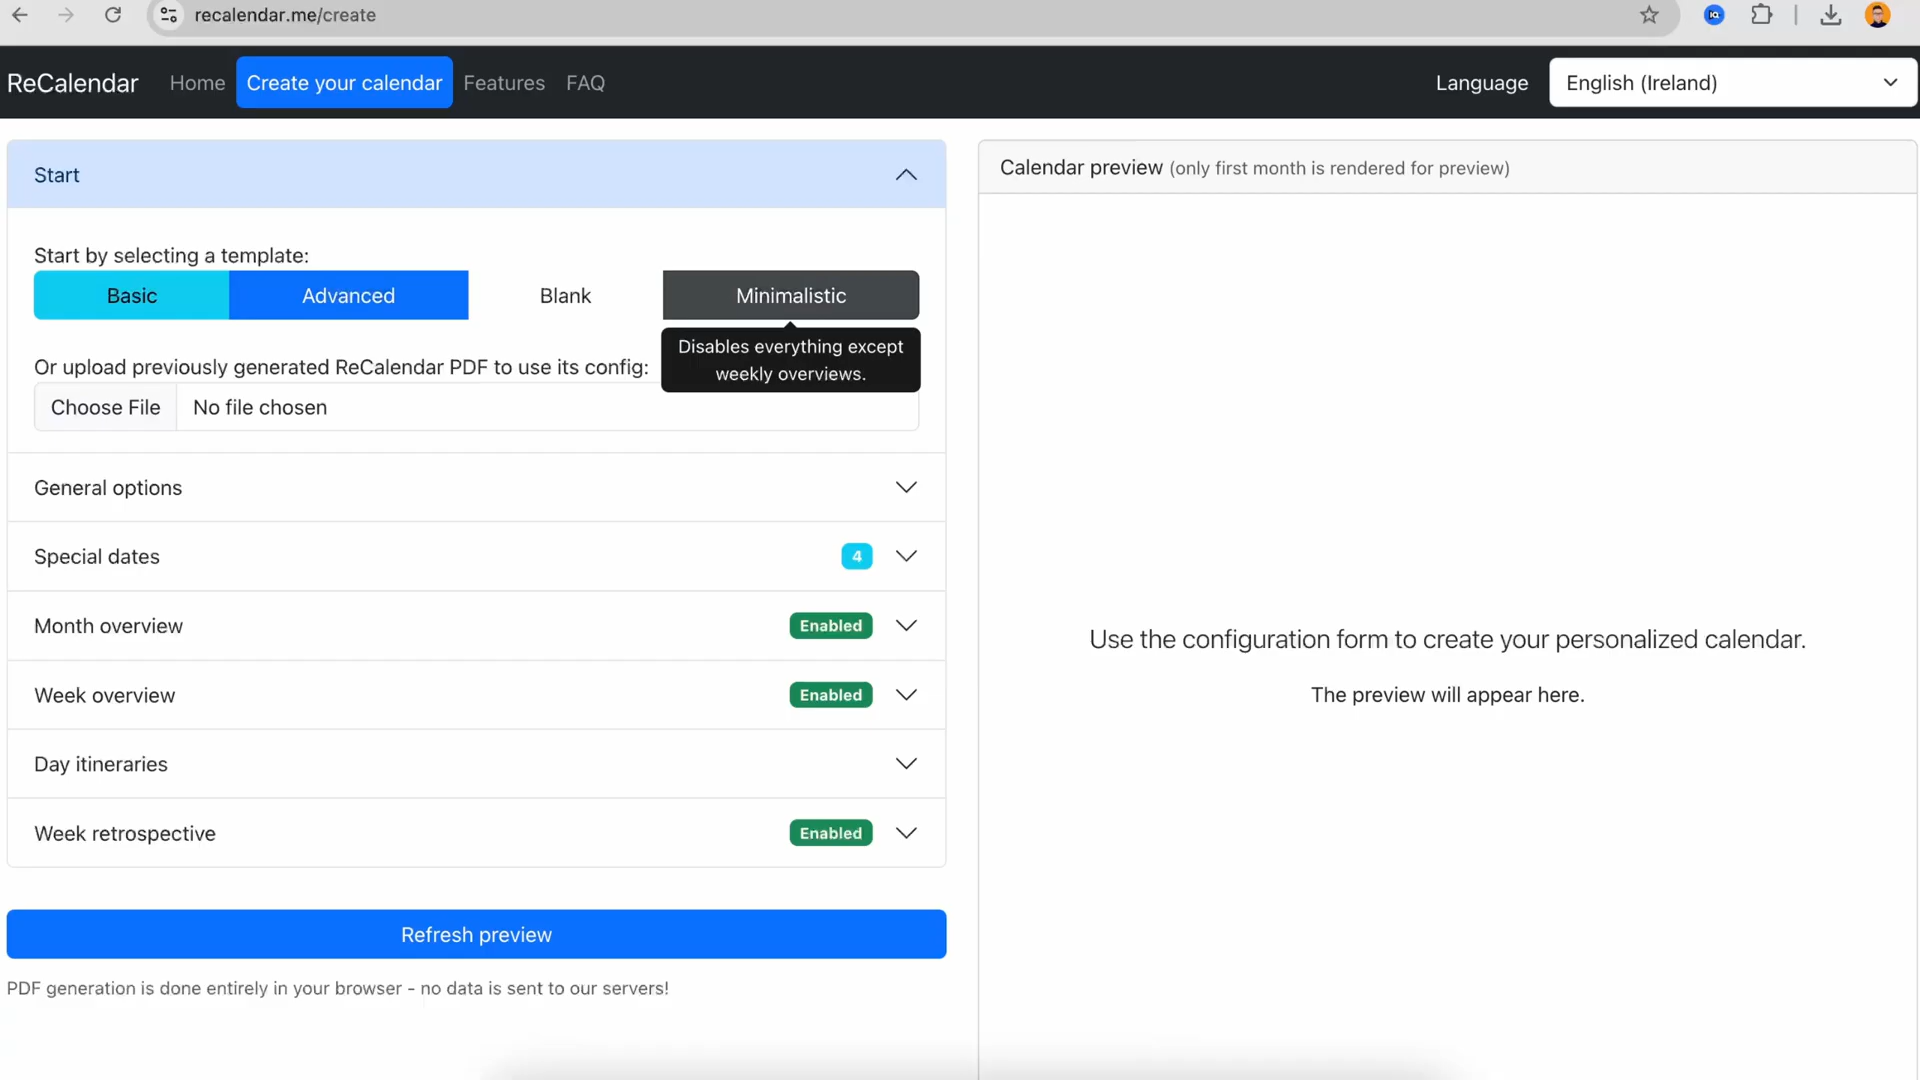 recalendar.me/create
ReCalendar Home Create your calendar Features FAQ Language English (Ireland)
Start
Start by selecting a template:
Basic Advanced Blank Minimalistic
Disables everything except
weekly overviews.
Or upload previously generated ReCalendar PDF to use its config:
Choose File No file chosen
General options
Special dates 4
Month overview Enabled
Week overview Enabled
Day itineraries
Week retrospective Enabled
Refresh preview
PDF generation is done entirely in your browser - no data is sent to our servers!
Calendar preview (only first month is rendered for preview)
Use the configuration form to create your personalized calendar.
The preview will appear here.